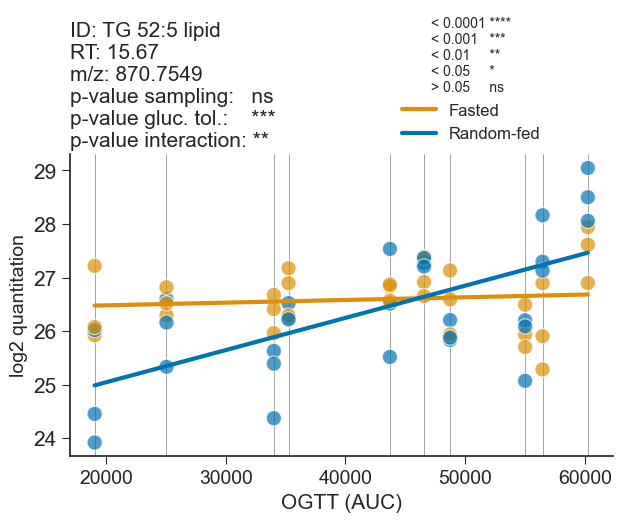 ID: TG 52:5 lipid
RT: 15.67
m/z: 870.7549
p-value sampling: ns
p-value gluc. tol.: ***
p-value interaction: **
< 0.0001 ****
< 0.001 ***
< 0.01 **
< 0.05 *
> 0.05 ns
Fasted
Random-fed
29
28
27
26
25
24
log2 quantitation
20000 30000 40000 50000 60000
OGTT (AUC)